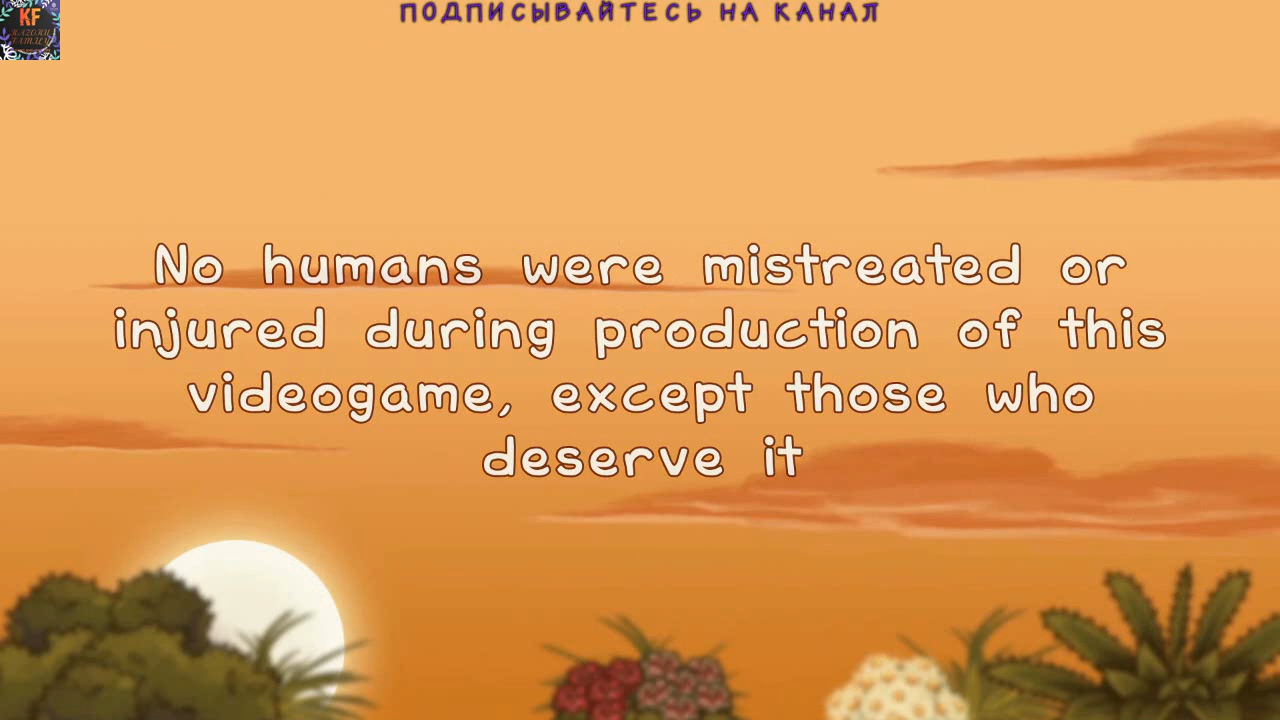 ПОДПИСЫВАЙТЕСЬ НА КАНАЛ
KF
No humans were mistreated or
injured during production of this
videogame, except those who
deserve it